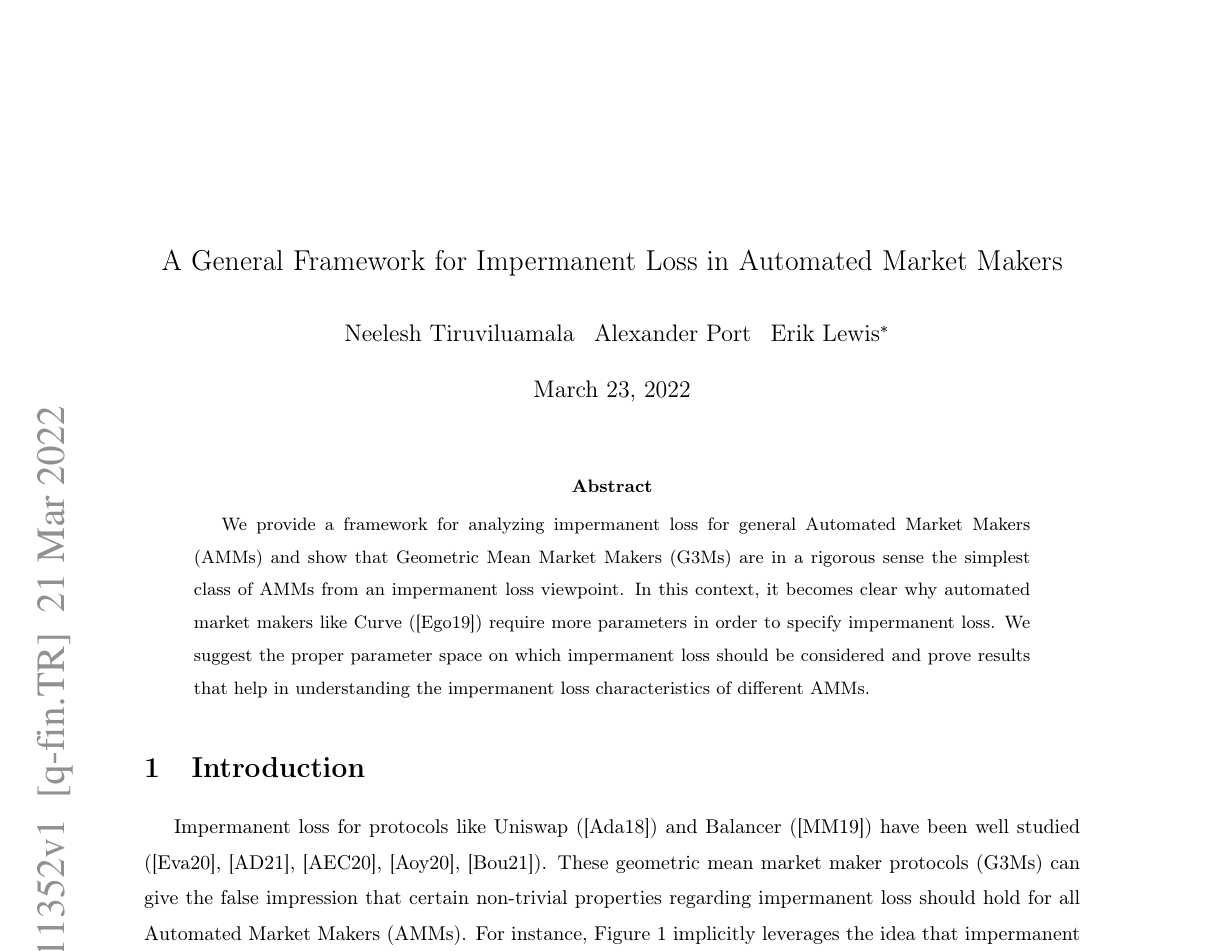 A General Framework for Impermanent Loss in Automated Market Makers
Neelesh Tiruviluamala Alexander Port Erik Lewis*
March 23, 2022
Abstract
We provide a framework for analyzing impermanent loss for general Automated Market Makers
(AMMs) and show that Geometric Mean Market Makers (G3Ms) are in a rigorous sense the simplest
class of AMMs from an impermanent loss viewpoint. In this context, it becomes clear why automated
market makers like Curve ([Ego19]) require more parameters in order to specify impermanent loss. We
suggest the proper parameter space on which impermanent loss should be considered and prove results
that help in understanding the impermanent loss characteristics of different AMMs.
1 Introduction
Impermanent loss for protocols like Uniswap ([Ada18]) and Balancer ([MM19]) have been well studied
([Eva20], [AD21], [AEC20], [Aoy20], [Bou21]). These geometric mean market maker protocols (G3Ms) can
give the false impression that certain non-trivial properties regarding impermanent loss should hold for all
Automated Market Makers (AMMs). For instance, Figure 1 implicitly leverages the idea that impermanent
11352v1 [q-fin.TR] 21 Mar 2022